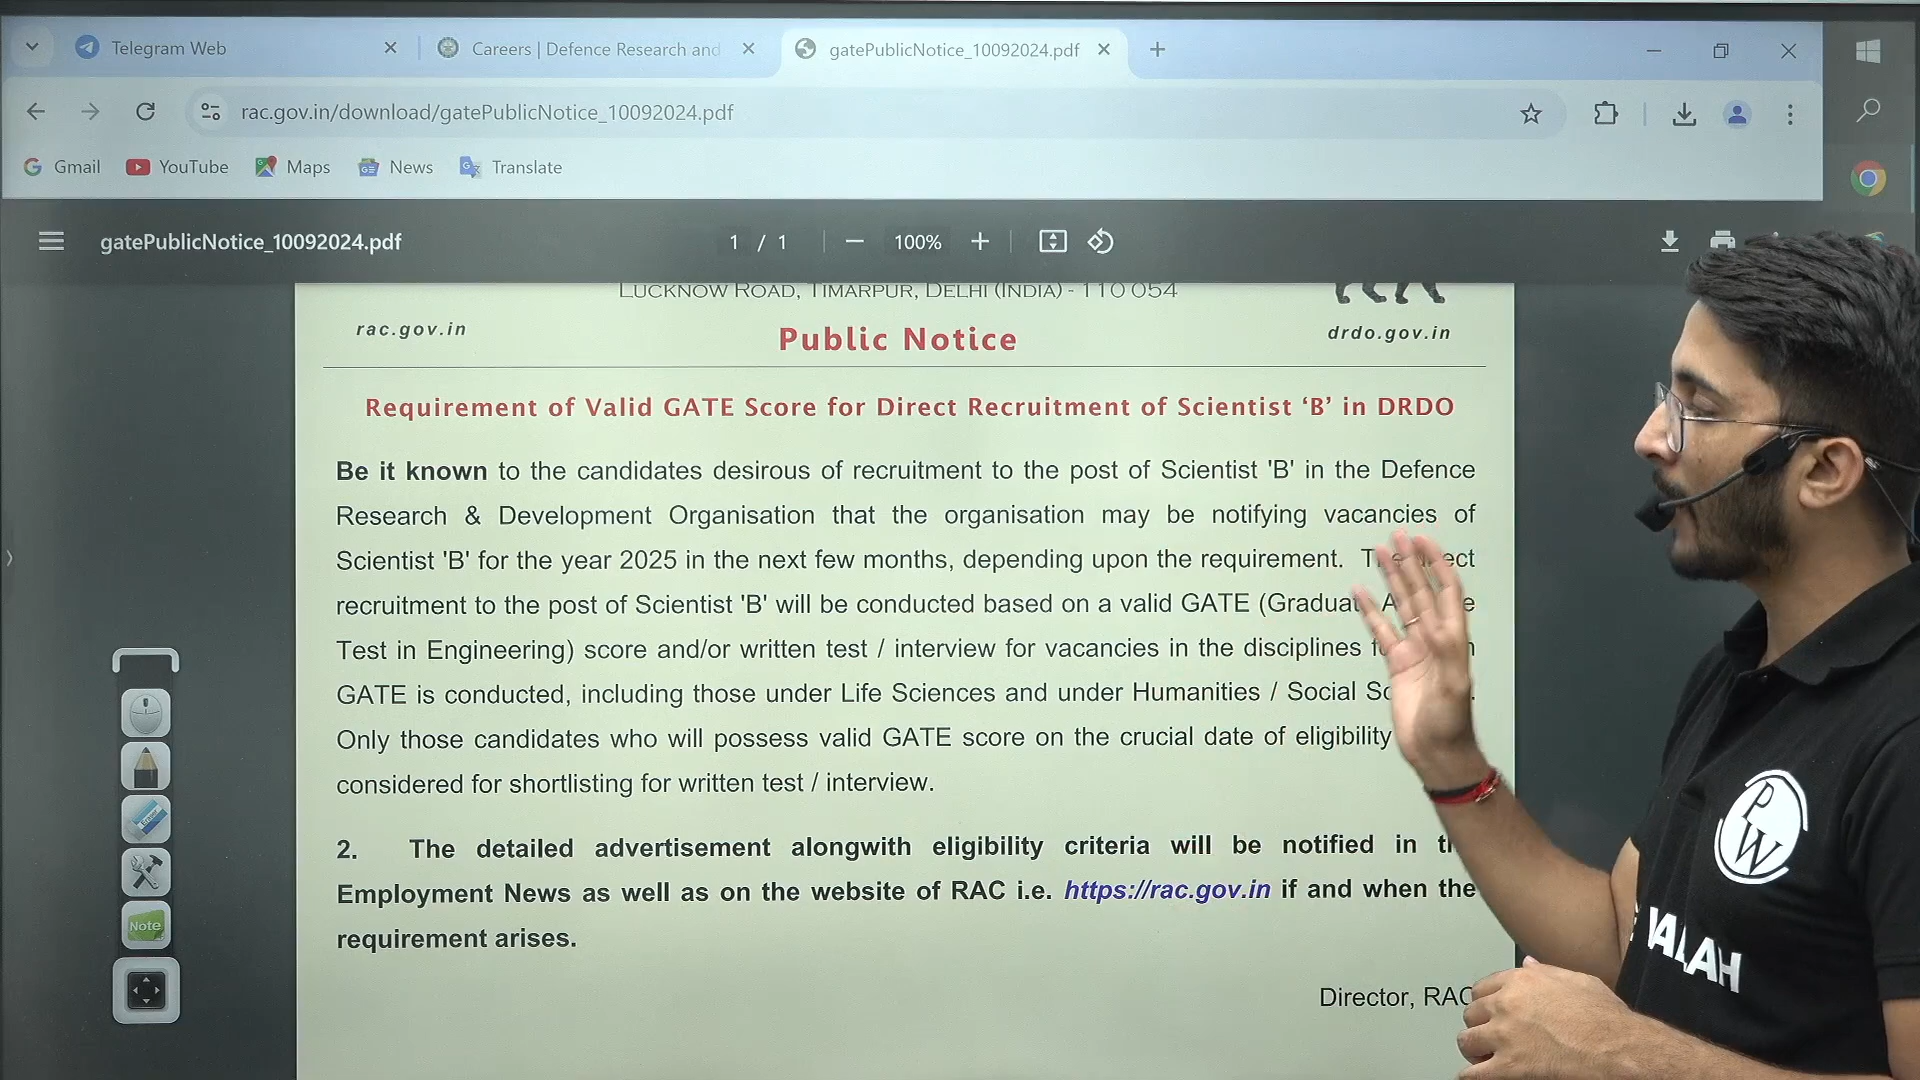 Telegram Web
Careers | Defence Research and
gatePublicNotice_10092024.pdf
rac.gov.in/download/gatePublicNotice_10092024.pdf
Gmail
YouTube
Maps
News
Translate
gatePublicNotice_10092024.pdf
1 / 1
100%
LUCKNOW ROAD, TIMARPUR, DELHI (INDIA) - 110 054
rac.gov.in
Public Notice
drdo.gov.in
Requirement of Valid GATE Score for Direct Recruitment of Scientist ‘B’ in DRDO
Be it known to the candidates desirous of recruitment to the post of Scientist 'B' in the Defence
Research & Development Organisation that the organisation may be notifying vacancies of
Scientist 'B' for the year 2025 in the next few months, depending upon the requirement.
recruitment to the post of Scientist 'B' will be conducted based on a valid GATE
Test in Engineering) score and/or written test / interview for vacancies in the disciplines
GATE is conducted, including those under Life Sciences and under Humanities / Social
Only those candidates who will possess valid GATE score on the crucial date of eligibility
considered for shortlisting for written test / interview.
2. The detailed advertisement alongwith eligibility criteria will be notified in
Employment News as well as on the website of RAC i.e. https://rac.gov.in if and when the
requirement arises.
Director, RAC
Note
PW